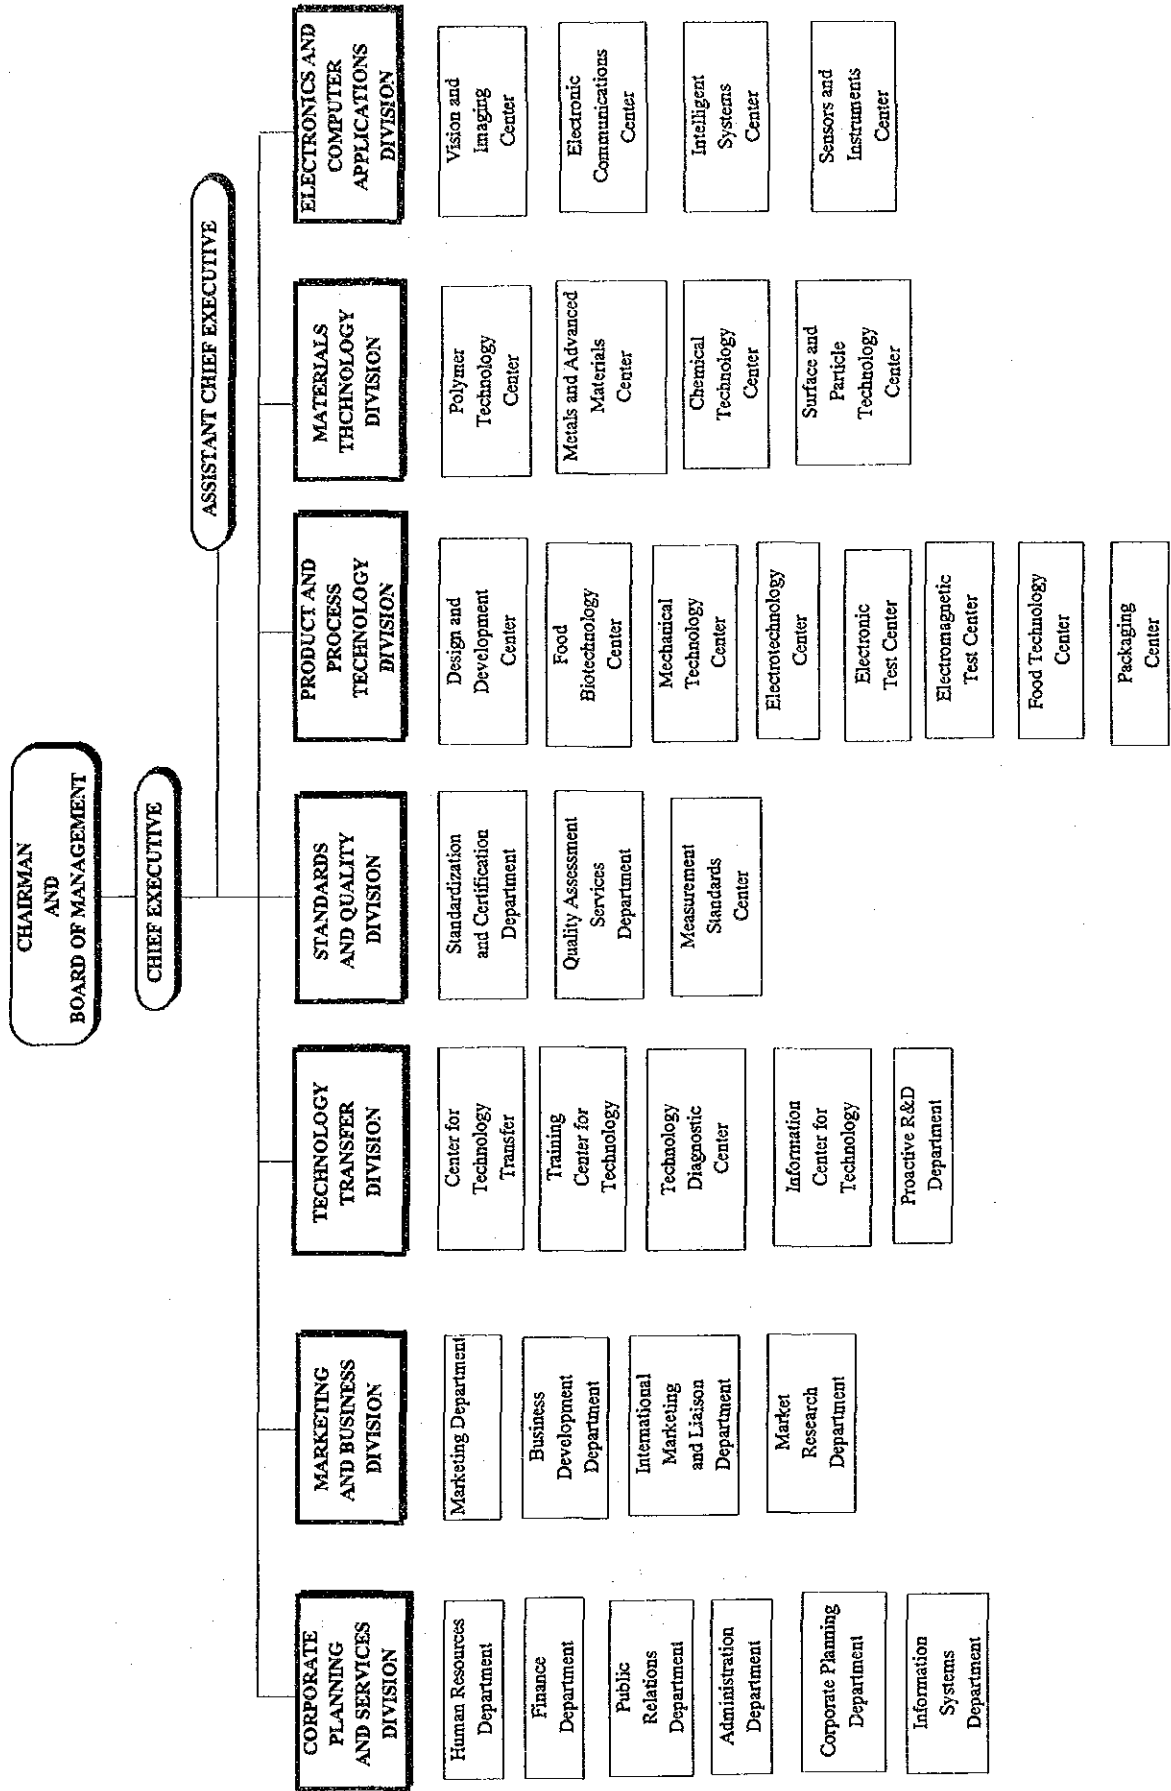 CHAIRMAN
AND
BOARD OF MANAGEMENT
CHIEF EXECUTIVE
ASSISTANT CHIEF EXECUTIVE
CORPORATE
PLANNING
AND SERVICES
DIVISION
Human Resources
Department
Finance
Department
Public
Relations
Department
Administration
Department
Corporate Planning
Department
Information
Systems
Department
MARKETING
AND BUSINESS
DIVISION
Marketing Department
Business
Development
Department
International
Marketing
and Liaison
Department
Market
Research
Department
TECHNOLOGY
TRANSFER
DIVISION
Center for
Technology
Transfer
Training
Center for
Technology
Technology
Diagnostic
Center
Information
Center for
Technology
Proactive R&D
Department
STANDARDS
AND QUALITY
DIVISION
Standardization
and Certification
Department
Quality Assessment
Services
Department
Measurement
Standards
Center
PRODUCT AND
PROCESS
TECHNOLOGY
DIVISION
Design and
Development
Center
Food
Biotechnology
Center
Mechanical
Technology
Center
Electrotechnology
Center
Electronic
Test Center
Electromagnetic
Test Center
Food Technology
Center
Packaging
Center
MATERIALS
THCHNOLOGY
DIVISION
Polymer
Technology
Center
Metals and Advanced
Materials
Center
Chemical
Technology
Center
Surface and
Particle
Technology
Center
ELECTRONICS AND
COMPUTER
APPLICATIONS
DIVISION
Vision and
Imaging
Center
Electronic
Communications
Center
Intelligent
Systems
Center
Sensors and
Instruments
Center